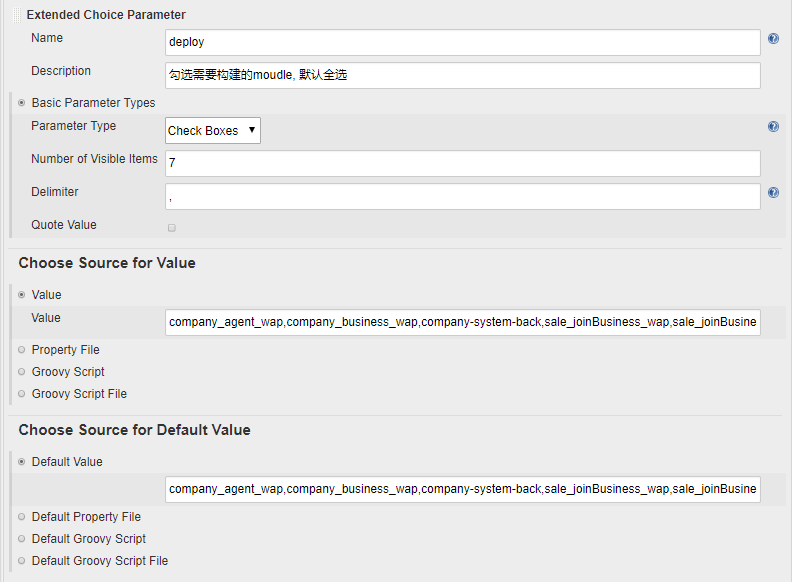 Extended Choice Parameter
Name
deploy
Description
勾选需要构建的moudle, 默认全选
Basic Parameter Types
Parameter Type
Check Boxes
Number of Visible Items
7
Delimiter
,
Quote Value
Choose Source for Value
Value
Value
company_agent_wap,company_business_wap,company-system-back,sale_joinBusiness_wap,sale_joinBusine
Property File
Groovy Script
Groovy Script File
Choose Source for Default Value
Default Value
company_agent_wap,company_business_wap,company-system-back,sale_joinBusiness_wap,sale_joinBusine
Default Property File
Default Groovy Script
Default Groovy Script File